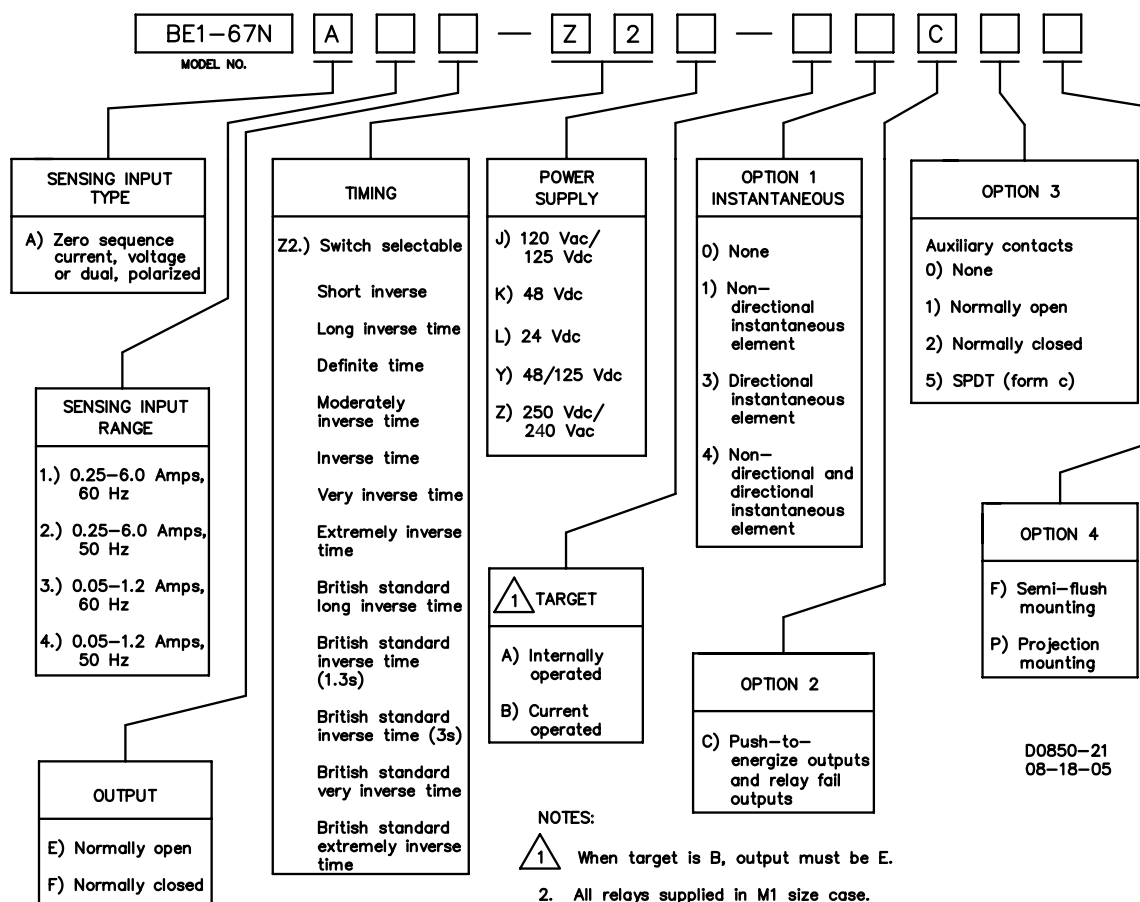 BE1-67N A — Z 2 — C
MODEL NO.
SENSING INPUT
TYPE
A) Zero sequence
current, voltage
or dual, polarized
SENSING INPUT
RANGE
1.) 0.25-6.0 Amps,
60 Hz
2.) 0.25-6.0 Amps,
50 Hz
3.) 0.05-1.2 Amps,
60 Hz
4.) 0.05-1.2 Amps,
50 Hz
OUTPUT
E) Normally open
F) Normally closed
TIMING
Z2.) Switch selectable
Short inverse
Long inverse time
Definite time
Moderately
inverse time
Inverse time
Very inverse time
Extremely inverse
time
British standard
long inverse time
British standard
inverse time
(1.3s)
British standard
inverse time (3s)
British standard
very inverse time
British standard
extremely inverse
time
POWER
SUPPLY
J) 120 Vac/
125 Vdc
K) 48 Vdc
L) 24 Vdc
Y) 48/125 Vdc
Z) 250 Vdc/
240 Vac
1 TARGET
A) Internally
operated
B) Current
operated
OPTION 1
INSTANTANEOUS
0) None
1) Non-
directional
instantaneous
element
3) Directional
instantaneous
element
4) Non-
directional and
directional
instantaneous
element
OPTION 2
C) Push-to-
energize outputs
and relay fail
outputs
OPTION 3
Auxiliary contacts
0) None
1) Normally open
2) Normally closed
5) SPDT (form c)
OPTION 4
F) Semi-flush
mounting
P) Projection
mounting
D0850-21
08-18-05
NOTES:
1 When target is B, output must be E.
2. All relays supplied in M1 size case.